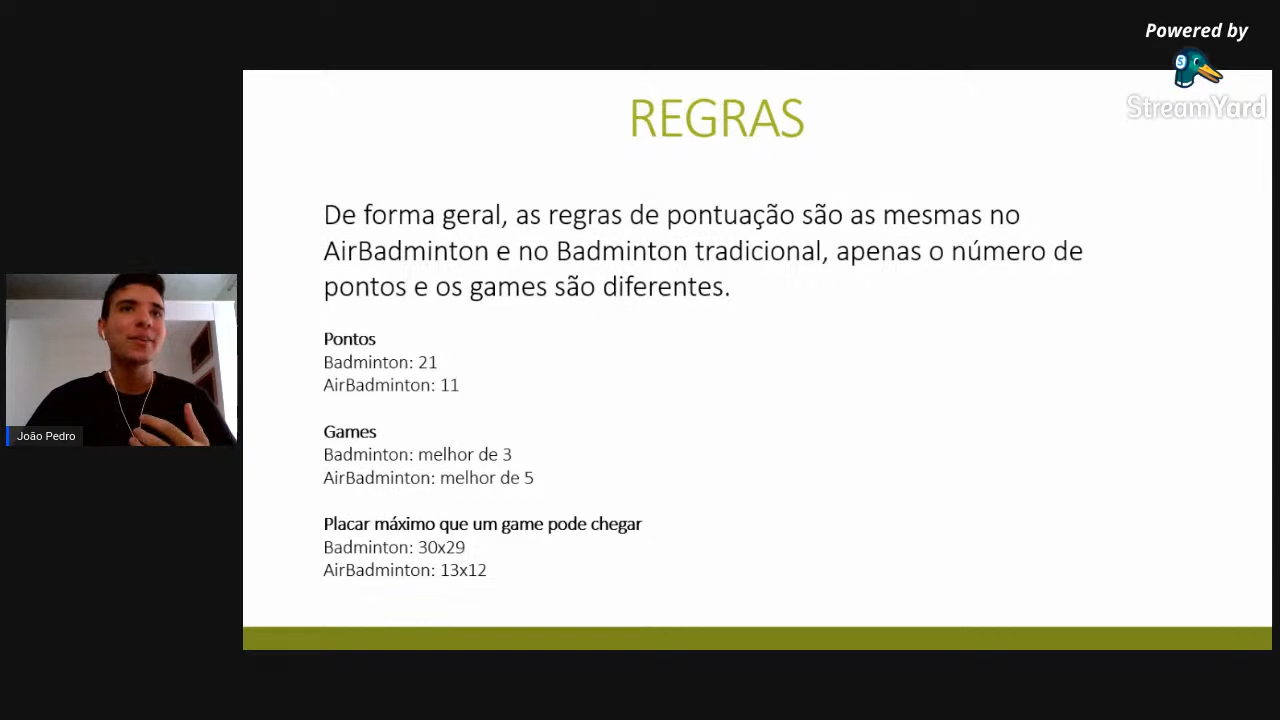 Powered by
StreamYard
REGRAS
De forma geral, as regras de pontuação são as mesmas no
AirBadminton e no Badminton tradicional, apenas o número de
pontos e os games são diferentes.
Pontos
Badminton: 21
AirBadminton: 11
Games
Badminton: melhor de 3
AirBadminton: melhor de 5
Placar máximo que um game pode chegar
Badminton: 30x29
AirBadminton: 13x12
João Pedro